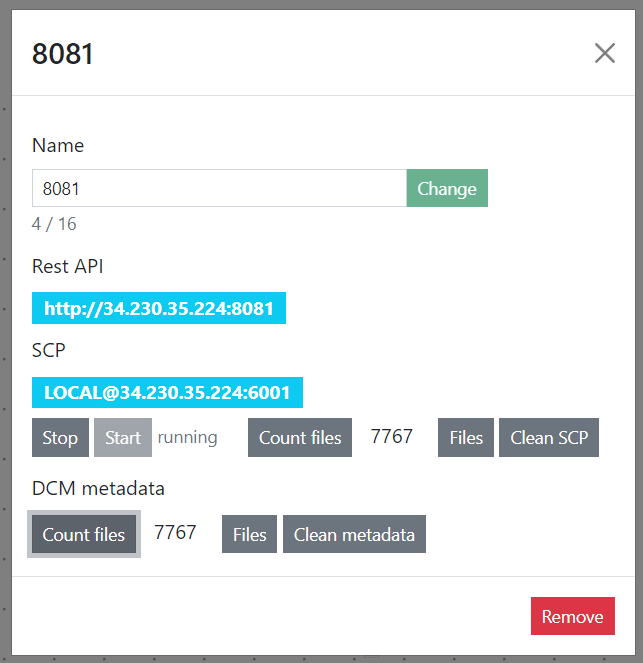 8081
Name
8081 Change
4 / 16
Rest API
http://34.230.35.224:8081
SCP
LOCAL@34.230.35.224:6001
Stop Start running Count files 7767 Files Clean SCP
DCM metadata
Count files 7767 Files Clean metadata
Remove